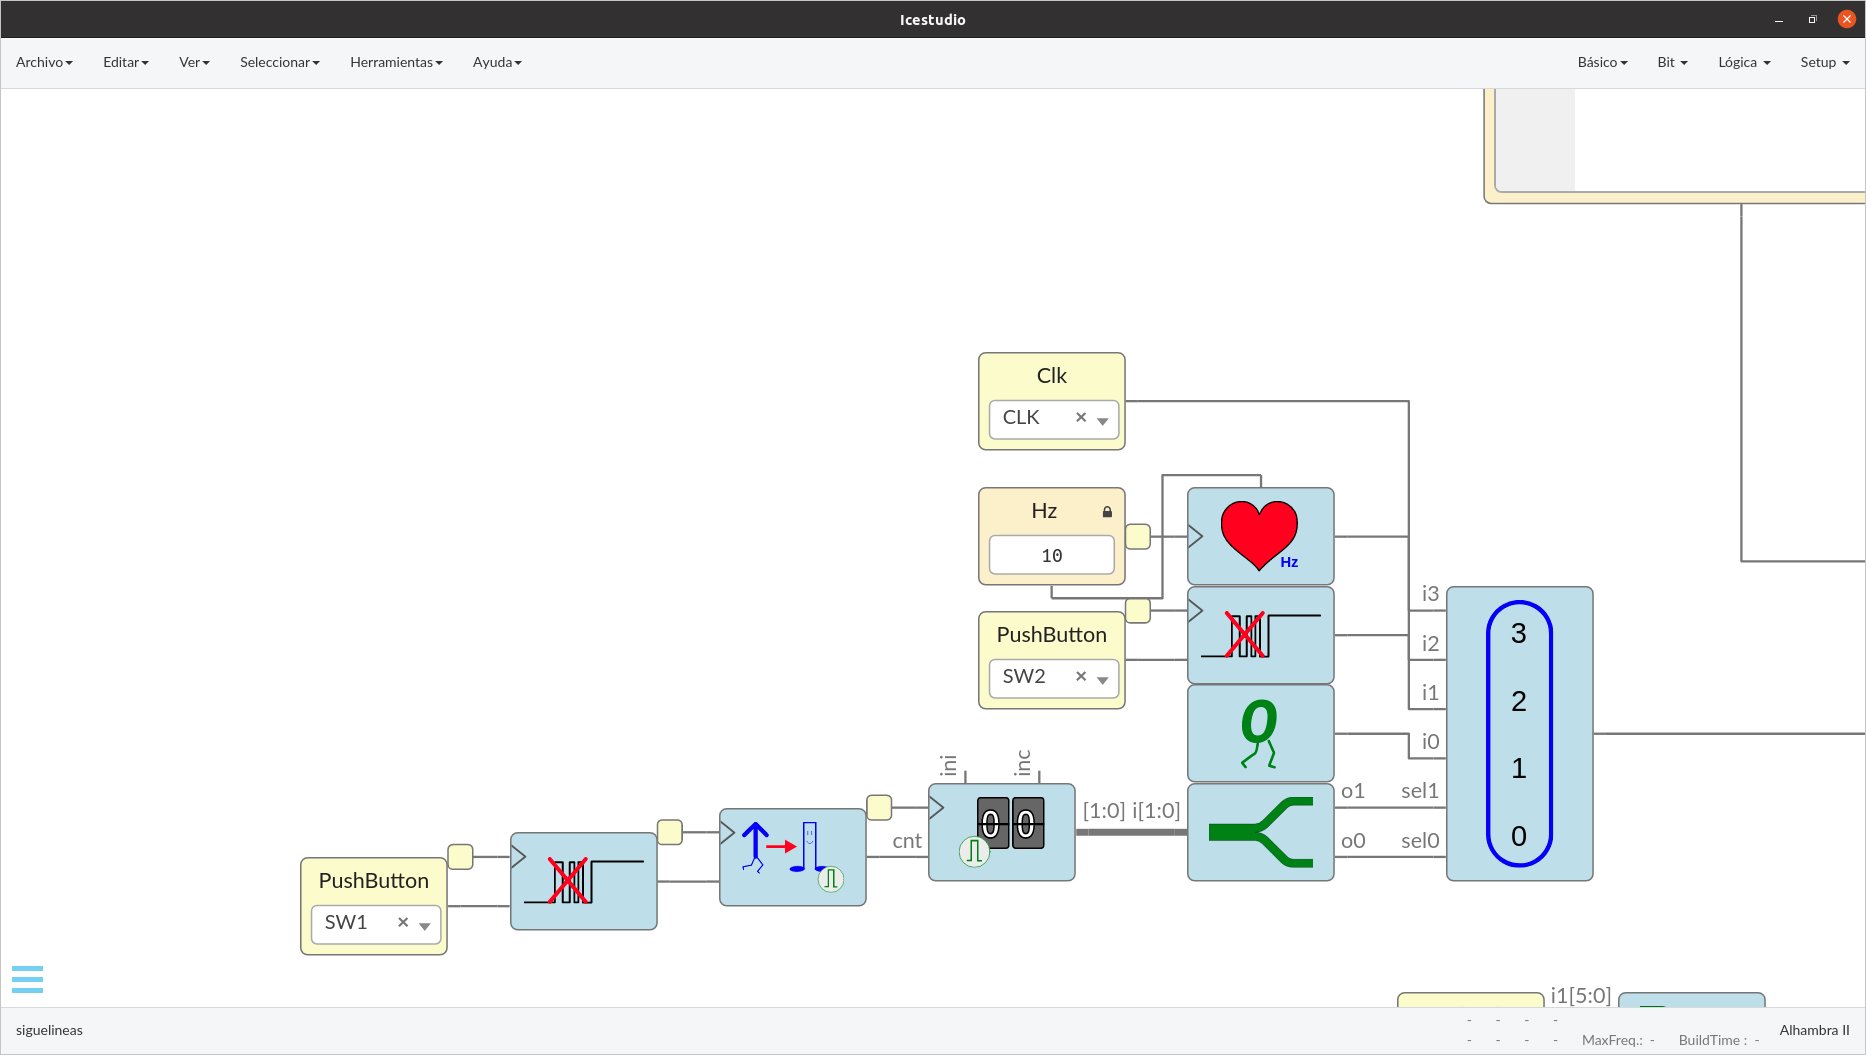 Icestudio
Archivo Editar Ver Seleccionar Herramientas Ayuda Básico Bit Lógica Setup
Clk
CLK ×
Hz
10
Hz
PushButton
SW2 ×
0
i3
i2
i1
i0
sel1
sel0
3
2
1
0
o1
o0
ini
inc
00
[1:0] i[1:0]
cnt
PushButton
SW1 ×
i1[5:0]
siguelineas
- - - -
- - - - MaxFreq.: - BuildTime : -
Alhambra II